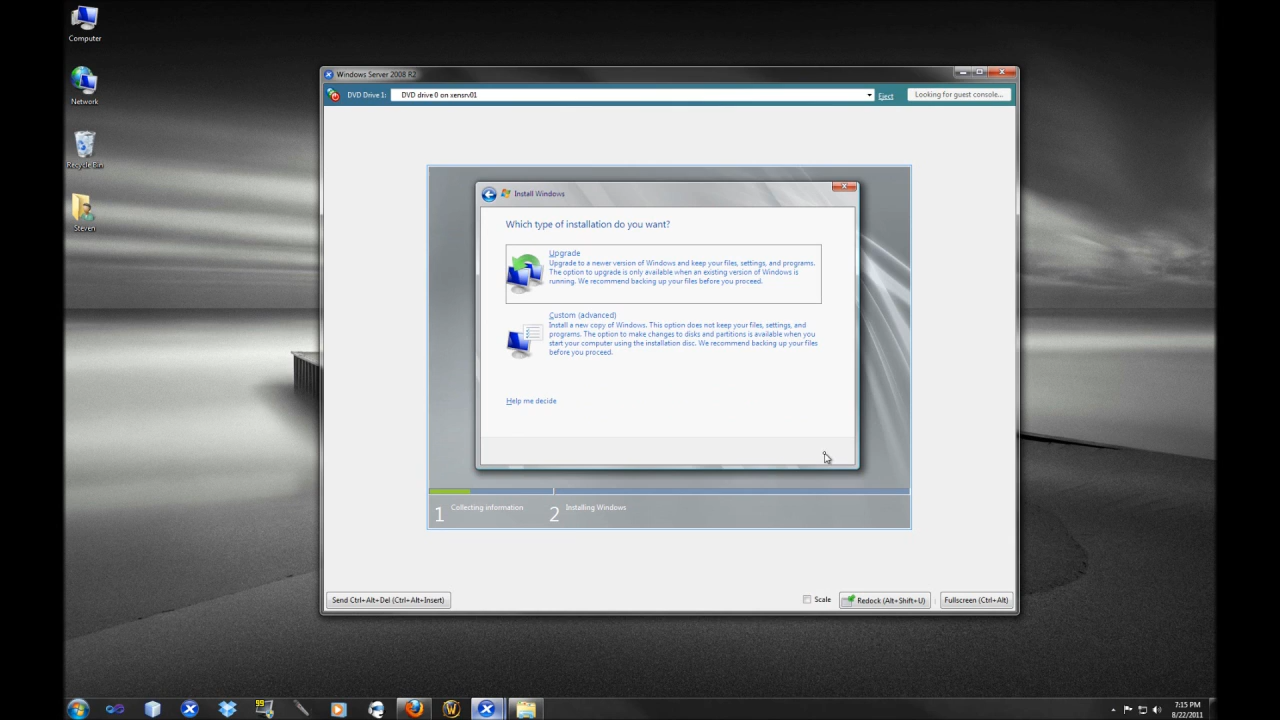 Computer
Network
Recycle Bin
Steven
Windows Server 2008 R2
DVD Drive 1:
DVD drive 0 on xensrv01
Eject
Looking for guest console...
Install Windows
Which type of installation do you want?
Upgrade
Upgrade to a newer version of Windows and keep your files, settings, and programs.
The option to upgrade is only available when an existing version of Windows is
running. We recommend backing up your files before you proceed.
Custom (advanced)
Install a new copy of Windows. This option does not keep your files, settings, and
programs. The option to make changes to disks and partitions is available when you
start your computer using the installation disc. We recommend backing up your files
before you proceed.
Help me decide
1 Collecting information
2 Installing Windows
Send Ctrl+Alt+Del (Ctrl+Alt+Insert)
Scale
Redock (Alt+Shift+U)
Fullscreen (Ctrl+Alt)
99
7:15 PM
8/22/2011